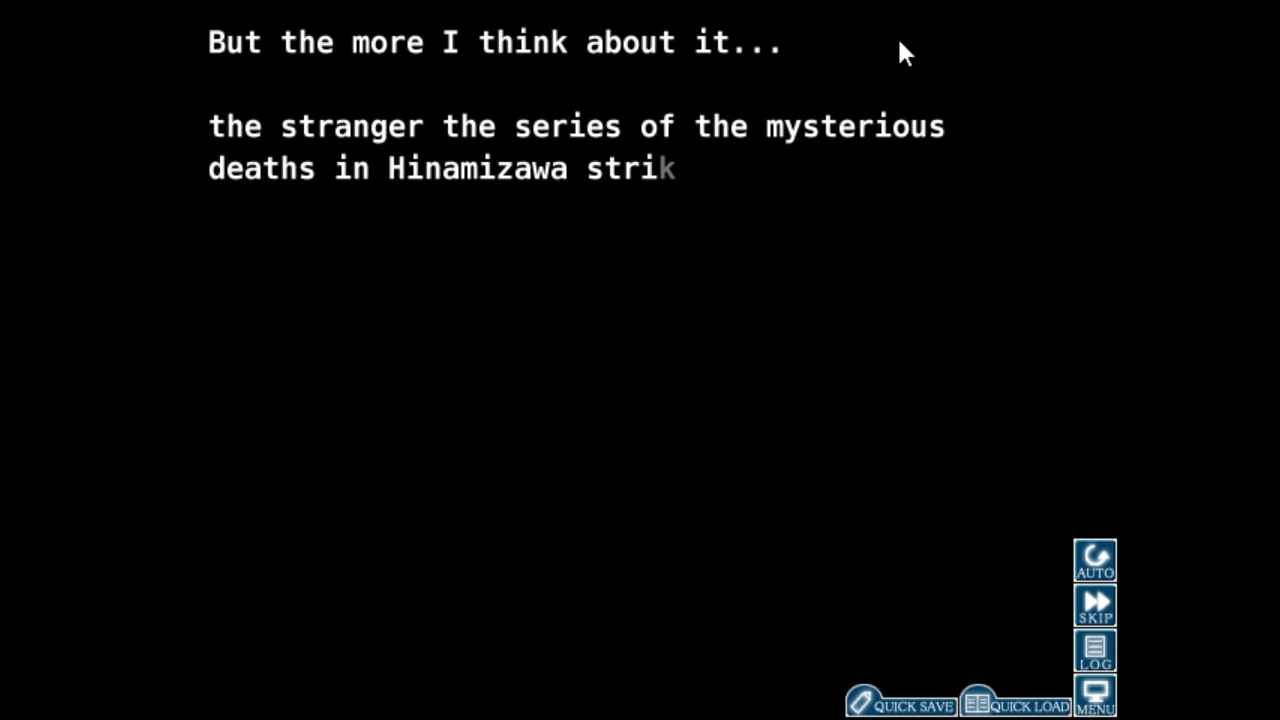 But the more I think about it...
the stranger the series of the mysterious
deaths in Hinamizawa strik
AUTO
SKIP
LOG
QUICK SAVE
QUICK LOAD
MENU